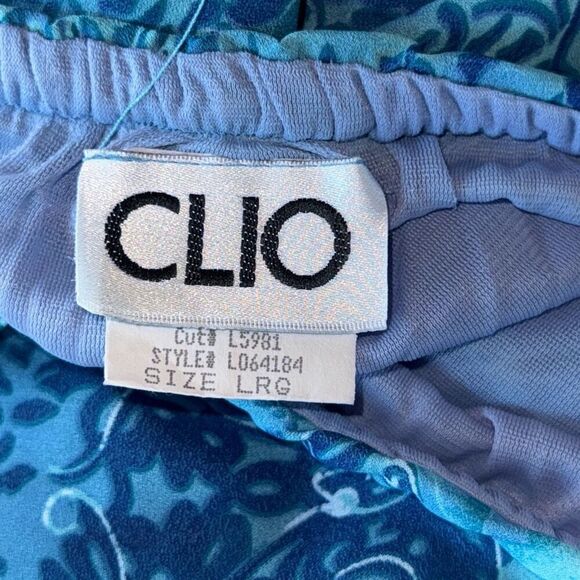 CLIO
Cut# L5981
STYLE# L064184
SIZE LRG